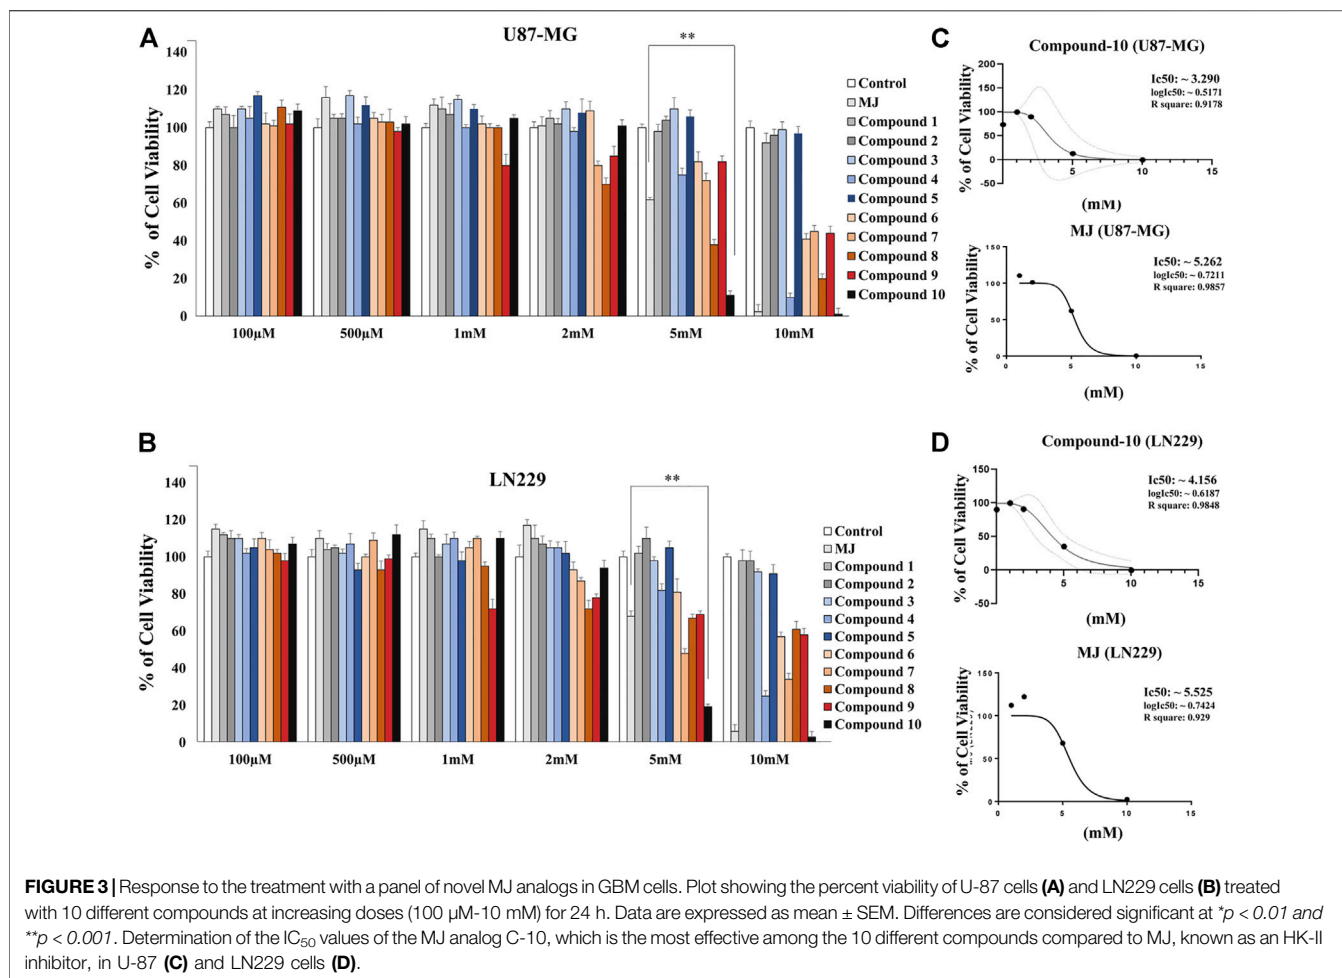 A
U87-MG
**
140
120
100
80
60
40
20
0
% of Cell Viability
100µM 500µM 1mM 2mM 5mM 10mM
Control
MJ
Compound 1
Compound 2
Compound 3
Compound 4
Compound 5
Compound 6
Compound 7
Compound 8
Compound 9
Compound 10
C
Compound-10 (U87-MG)
Ic50: ~ 3.290
logIc50: ~ 0.5171
R square: 0.9178
200
150
100
50
0
-50
% of Cell Viability
5 10 15
(mM)
MJ (U87-MG)
Ic50: ~ 5.262
logIc50: ~ 0.7211
R square: 0.9857
150
100
50
0
% of Cell Viability
0 5 10 15
(mM)
B
LN229
**
140
120
100
80
60
40
20
0
% of Cell Viability
100µM 500µM 1mM 2mM 5mM 10mM
Control
MJ
Compound 1
Compound 2
Compound 3
Compound 4
Compound 5
Compound 6
Compound 7
Compound 8
Compound 9
Compound 10
D
Compound-10 (LN229)
Ic50: ~ 4.156
logIc50: ~ 0.6187
R square: 0.9848
150
100
50
0
-50
% of Cell Viability
5 10 15
(mM)
MJ (LN229)
Ic50: ~ 5.525
logIc50: ~ 0.7424
R square: 0.929
150
100
50
0
% of Cell Viability
0 5 10 15
(mM)
FIGURE 3 | Response to the treatment with a panel of novel MJ analogs in GBM cells. Plot showing the percent viability of U-87 cells (A) and LN229 cells (B) treated
with 10 different compounds at increasing doses (100 µM-10 mM) for 24 h. Data are expressed as mean ± SEM. Differences are considered significant at *p < 0.01 and
**p < 0.001. Determination of the IC50 values of the MJ analog C-10, which is the most effective among the 10 different compounds compared to MJ, known as an HK-II
inhibitor, in U-87 (C) and LN229 cells (D).